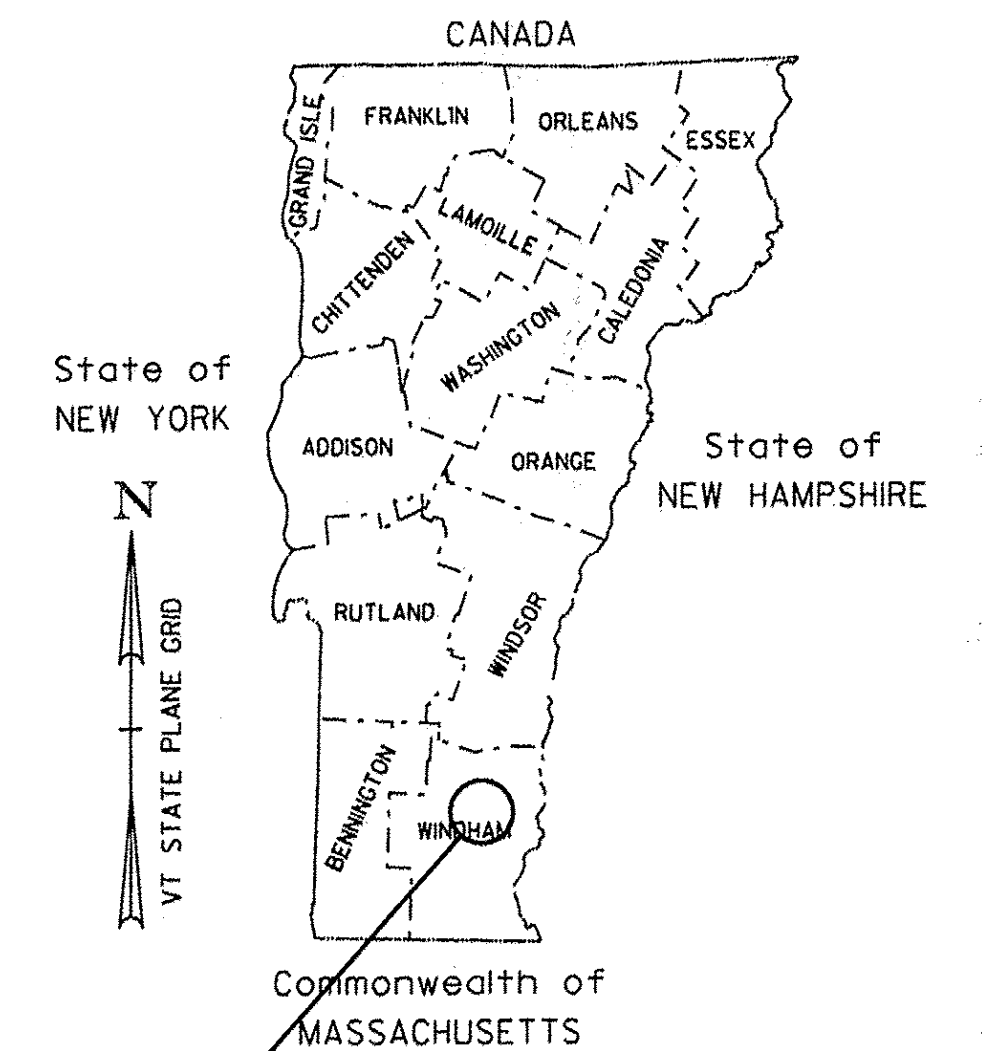 CANADA
FRANKLIN
ORLEANS
ESSEX
GRAND ISLE
LAMOILLE
CHITTENDEN
CALEDONIA
WASHINGTON
State of
NEW YORK
ADDISON
ORANGE
State of
NEW HAMPSHIRE
N
VT STATE PLANE GRID
RUTLAND
WINDSOR
BENNINGTON
WINDHAM
Commonwealth of
MASSACHUSETTS